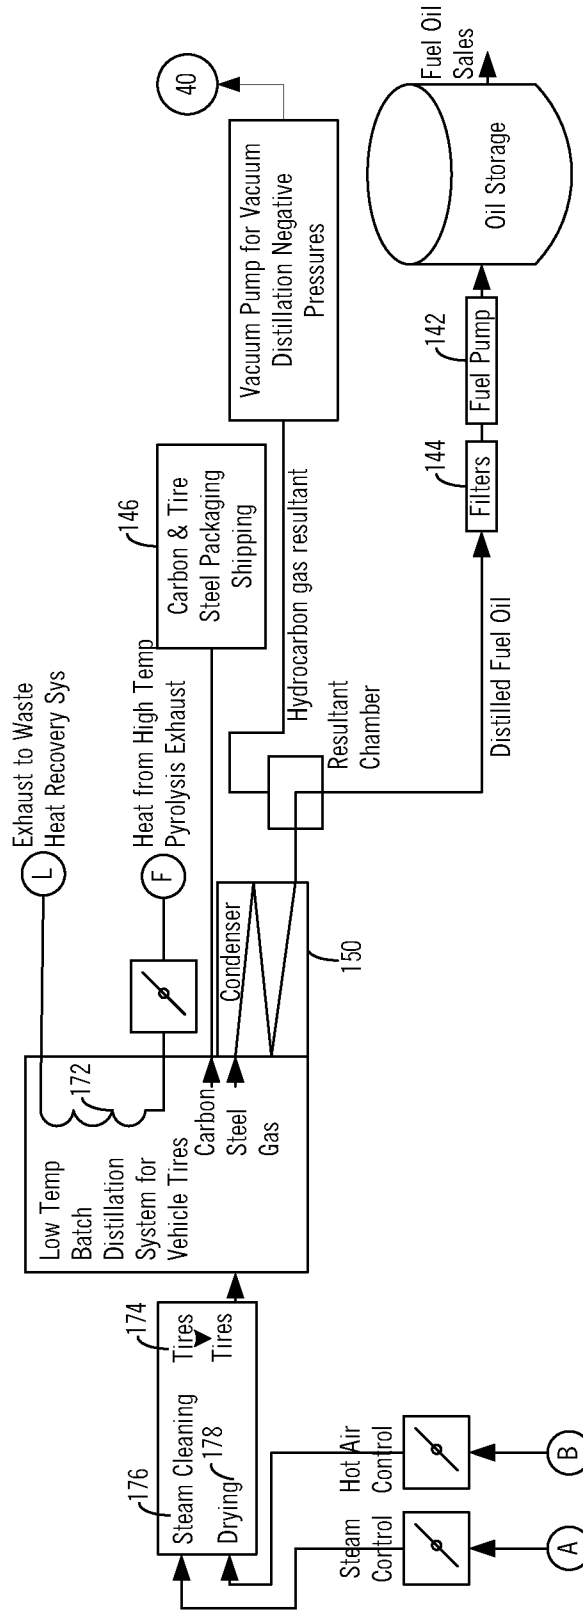 176
Steam Cleaning
Drying
178
174
Tires
Tires
Steam
Control
Hot Air
Control
A
B
Low Temp
Batch
Distillation
System for
Vehicle Tires
172
Carbon
Steel
Gas
Condenser
150
L
Exhaust to Waste
Heat Recovery Sys
F
Heat from High Temp
Pyrolysis Exhaust
146
Carbon & Tire
Steel Packaging
Shipping
Resultant
Chamber
Hydrocarbon gas resultant
Vacuum Pump for Vacuum
Distillation Negative
Pressures
40
Distilled Fuel Oil
144
Filters
142
Fuel Pump
Oil Storage
Fuel Oil
Sales